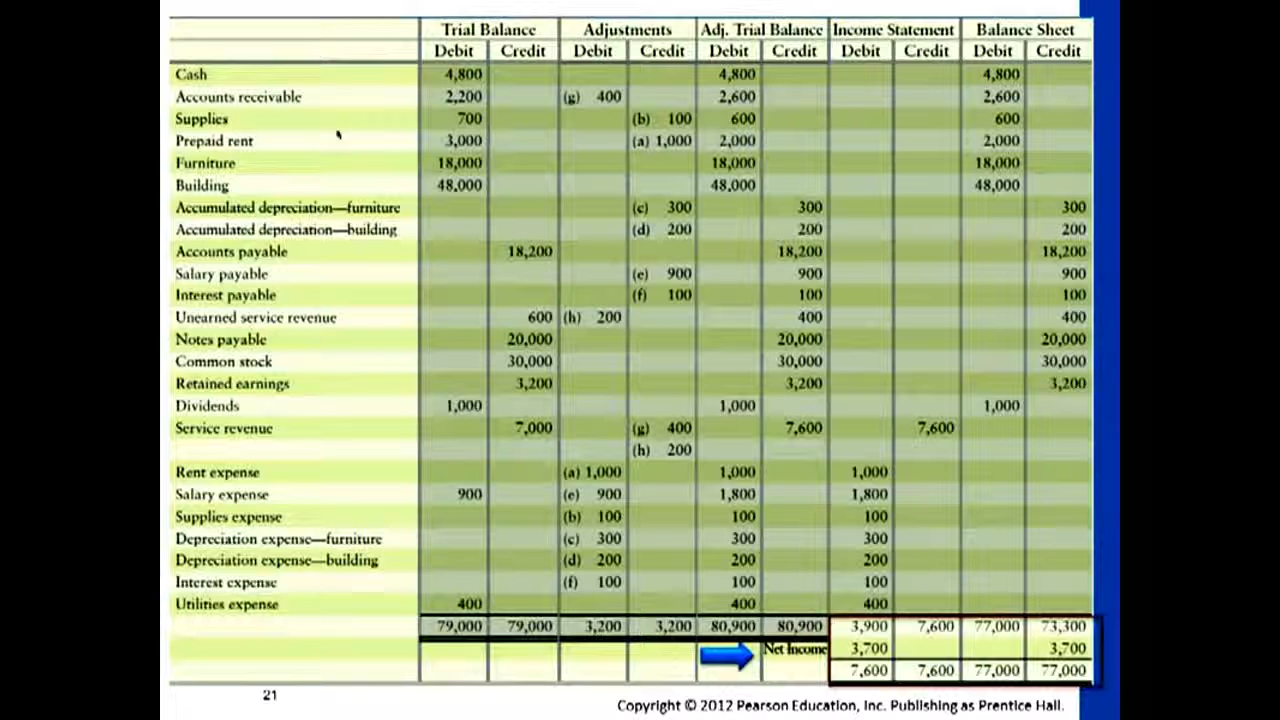 Trial Balance Adjustments Adj. Trial Balance Income Statement Balance Sheet
Debit Credit Debit Credit Debit Credit Debit Credit Debit Credit
Cash 4,800 4,800 4,800
Accounts receivable 2,200 (g) 400 2,600 2,600
Supplies 700 (b) 100 600 600
Prepaid rent 3,000 (a) 1,000 2,000 2,000
Furniture 18,000 18,000 18,000
Building 48,000 48,000 48,000
Accumulated depreciation—furniture (c) 300 300 300
Accumulated depreciation—building (d) 200 200 200
Accounts payable 18,200 18,200 18,200
Salary payable (e) 900 900 900
Interest payable (f) 100 100 100
Unearned service revenue 600 (h) 200 400 400
Notes payable 20,000 20,000 20,000
Common stock 30,000 30,000 30,000
Retained earnings 3,200 3,200 3,200
Dividends 1,000 1,000 1,000
Service revenue 7,000 (g) 400 7,600 7,600
(h) 200
Rent expense (a) 1,000 1,000 1,000
Salary expense 900 (e) 900 1,800 1,800
Supplies expense (b) 100 100 100
Depreciation expense—furniture (c) 300 300 300
Depreciation expense—building (d) 200 200 200
Interest expense (f) 100 100 100
Utilities expense 400 400 400
79,000 79,000 3,200 3,200 80,900 80,900 3,900 7,600 77,000 73,300
Net Income 3,700 3,700
7,600 7,600 77,000 77,000
21
Copyright © 2012 Pearson Education, Inc. Publishing as Prentice Hall.